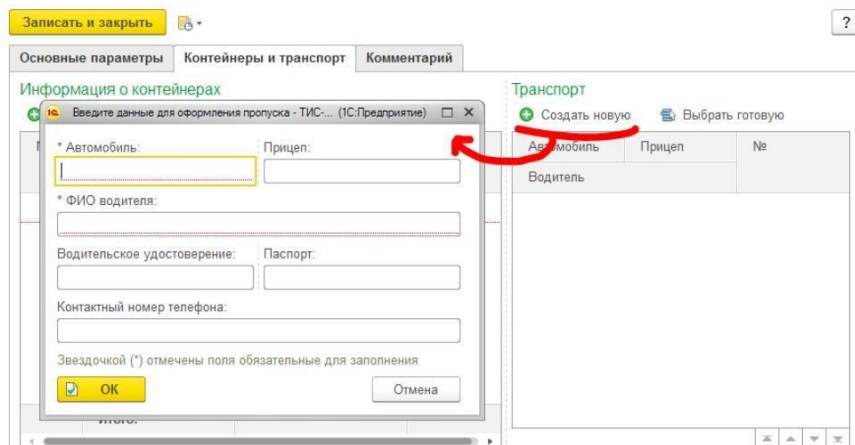 Записать и закрыть
?
Основные параметры Контейнеры и транспорт Комментарий
Информация о контейнерах
Транспорт
Создать новую Выбрать готовую
Автомобиль Прицеп №
Водитель
1С Введите данные для оформления пропуска - ТИС-... (1С:Предприятие)
* Автомобиль: Прицеп:
* ФИО водителя:
Водительское удостоверение: Паспорт:
Контактный номер телефона:
Звездочкой (*) отмечены поля обязательные для заполнения
ОК Отмена
Итого: